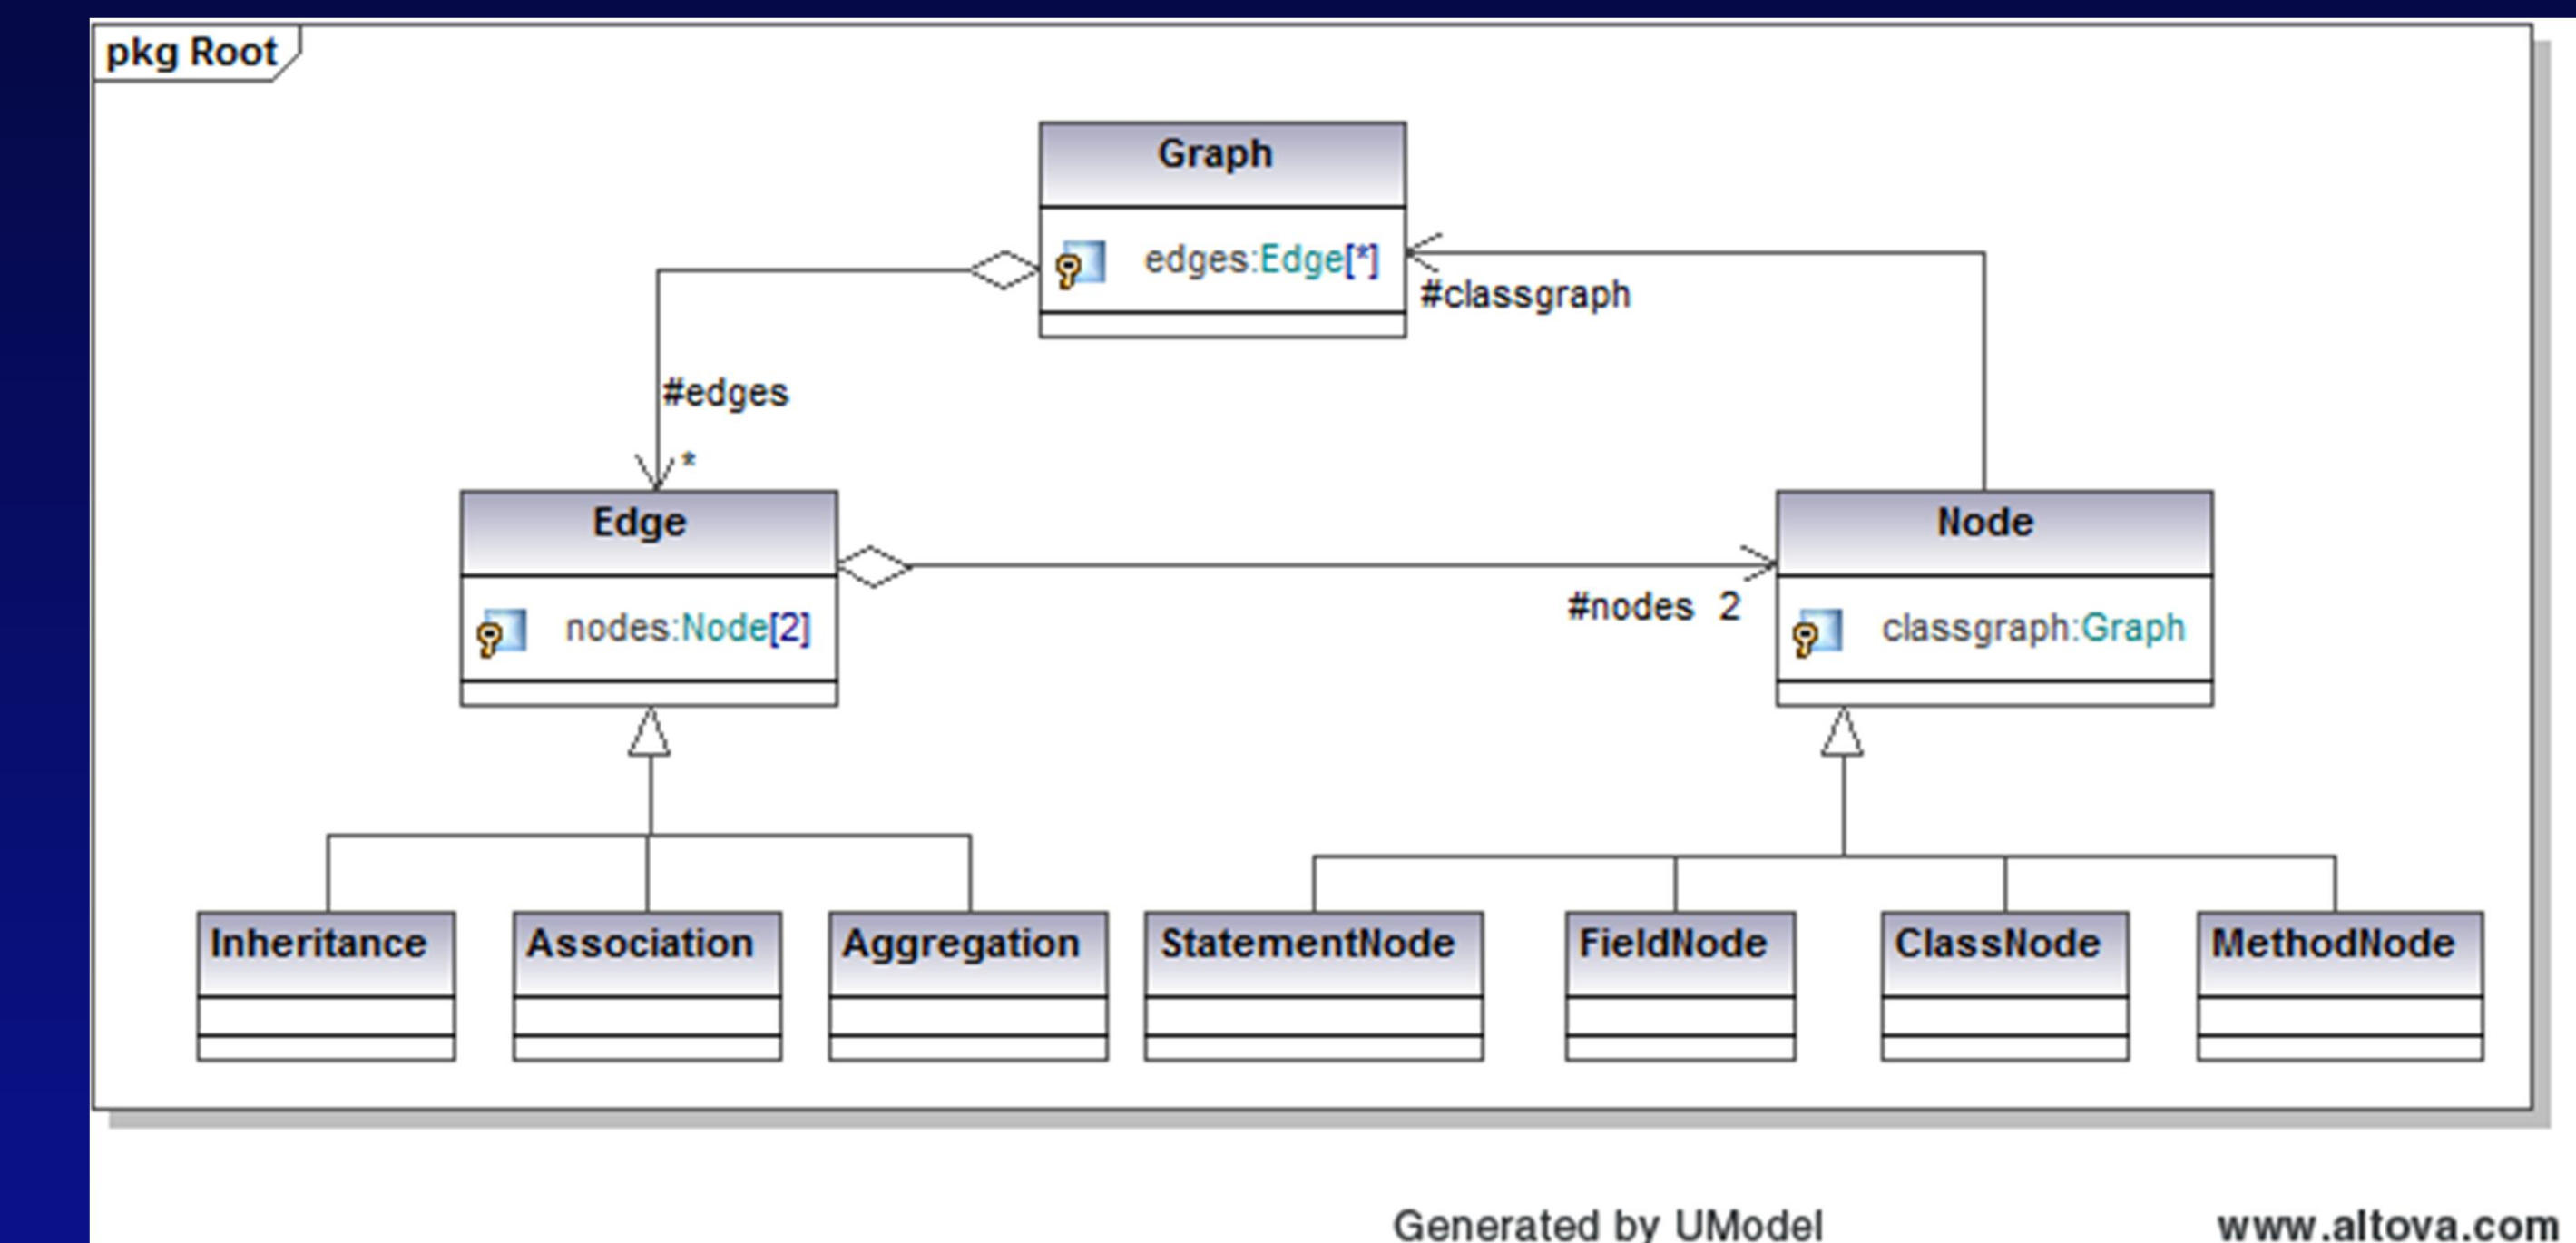 pkg Root
Graph
edges:Edge[*]
#classgraph
#edges
*
Edge
Node
nodes:Node[2]
#nodes 2
classgraph:Graph
Inheritance
Association
Aggregation
StatementNode
FieldNode
ClassNode
MethodNode
Generated by UModel
www.altova.com